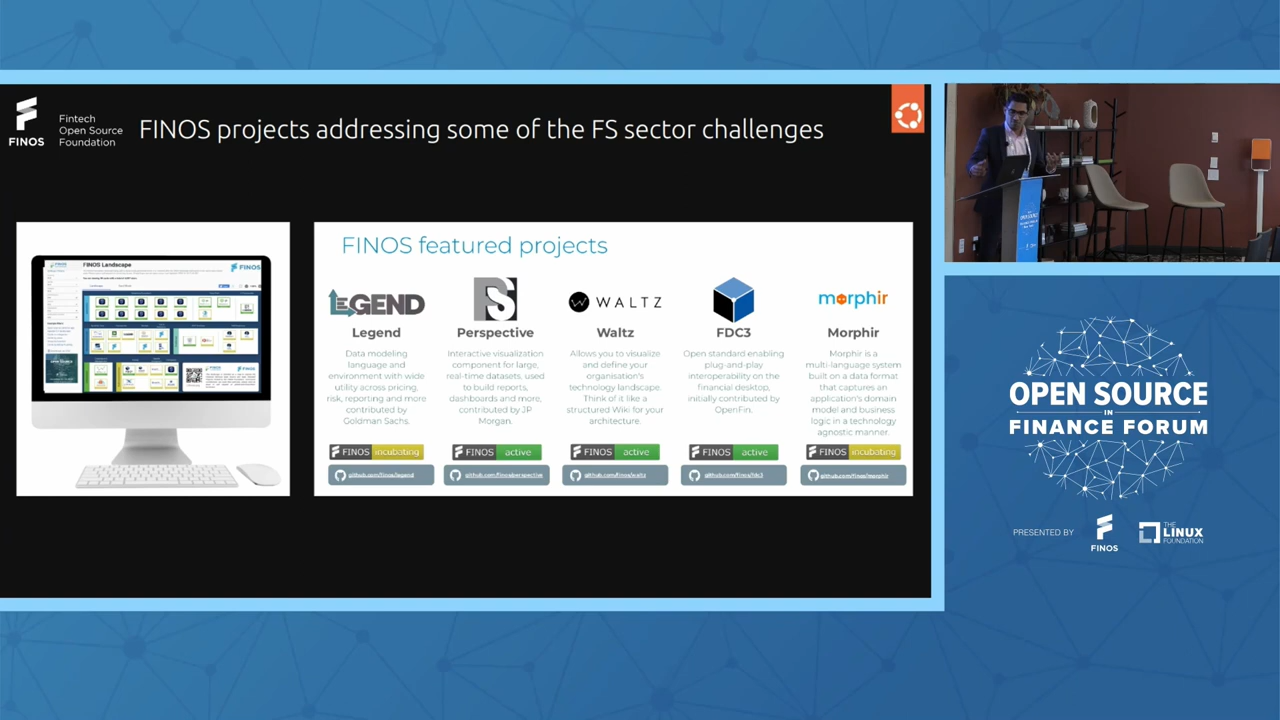 FINOS
Fintech
Open Source
Foundation
FINOS projects addressing some of the FS sector challenges
FINOS Landscape
FINOS
FINOS featured projects
LEGEND
Legend
Data modeling
language and
environment with wide
utility across pricing,
risk, reporting and more
contributed by
Goldman Sachs.
FINOS incubating
github.com/finos/legend
Perspective
Interactive visualization
component for large,
real-time datasets, used
to build reports,
dashboards and more,
contributed by JP
Morgan.
FINOS active
github.com/finos/perspective
WALTZ
Waltz
Allows you to visualize
and define your
organisation's
technology landscape.
Think of it like a
structured Wiki for your
architecture.
FINOS active
github.com/finos/waltz
FDC3
Open standard enabling
plug-and-play
interoperability on the
financial desktop,
initially contributed by
OpenFin.
FINOS active
github.com/finos/fdc3
morphir
Morphir
Morphir is a
multi-language system
built on a data format
that captures an
application's domain
model and business
logic in a technology
agnostic manner.
FINOS incubating
github.com/finos/morphir
OPEN SOURCE
IN
FINANCE FORUM
PRESENTED BY
FINOS
THE
LINUX
FOUNDATION